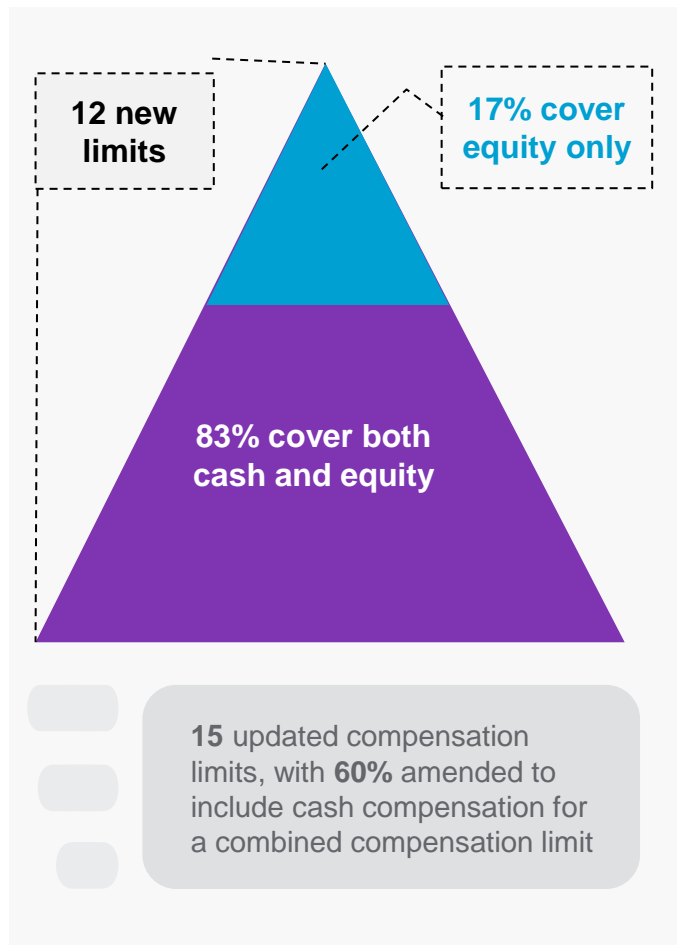 12 new
limits
17% cover
equity only
83% cover both
cash and equity
15 updated compensation
limits, with 60% amended to
include cash compensation for
a combined compensation limit